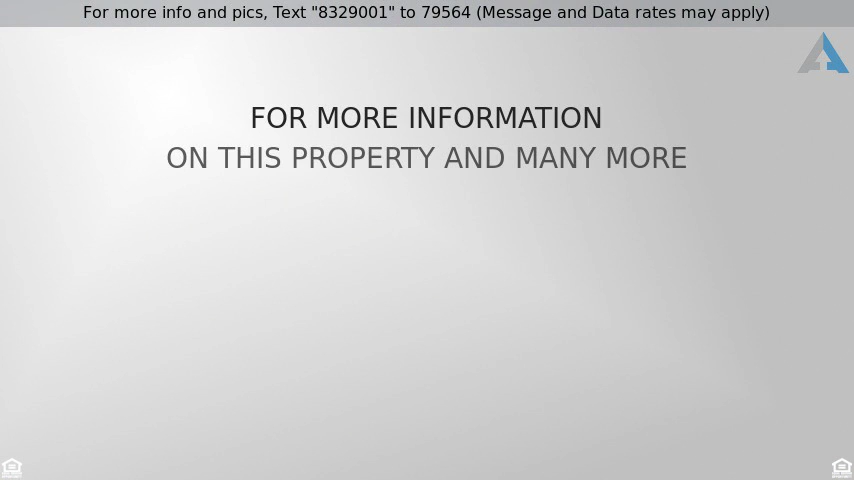 For more info and pics, Text "8329001" to 79564 (Message and Data rates may apply)
FOR MORE INFORMATION
ON THIS PROPERTY AND MANY MORE